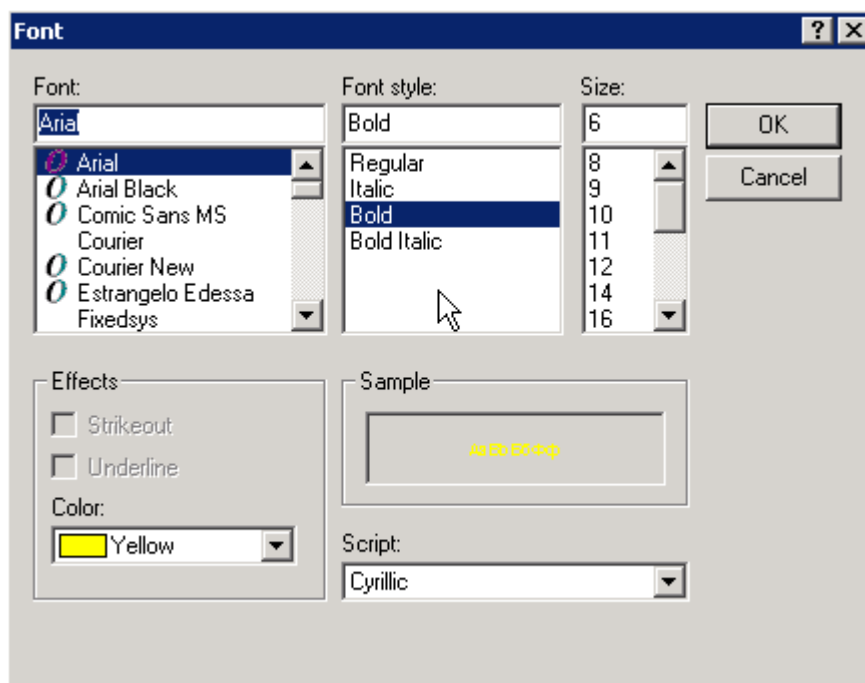 Font
Font:
Arial
Arial
Arial Black
Comic Sans MS
Courier
Courier New
Estrangelo Edessa
Fixedsys
Font style:
Bold
Regular
Italic
Bold
Bold Italic
Size:
6
8
9
10
11
12
14
16
OK
Cancel
Effects
Strikeout
Underline
Color:
Yellow
Sample
AaBbБбФф
Script:
Cyrillic